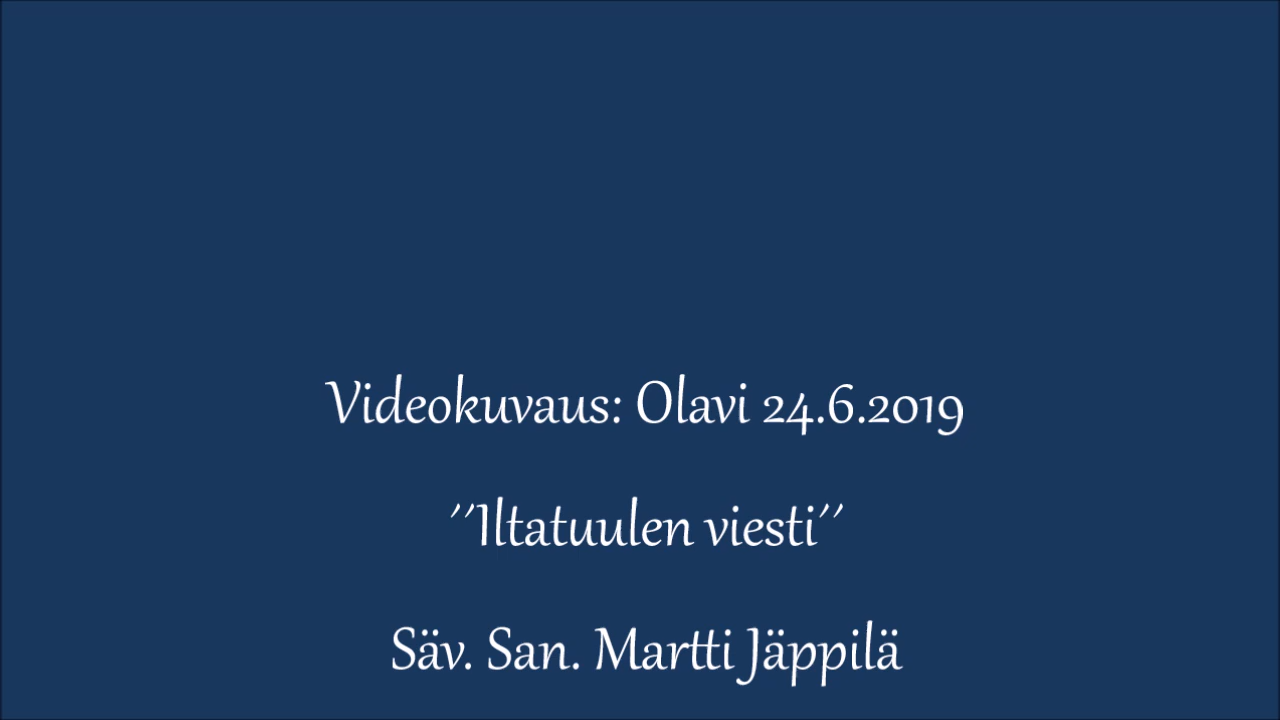 Videokuvaus: Olavi 24.6.2019
´´Iltatuulen viesti´´
Säv. San. Martti Jäppilä